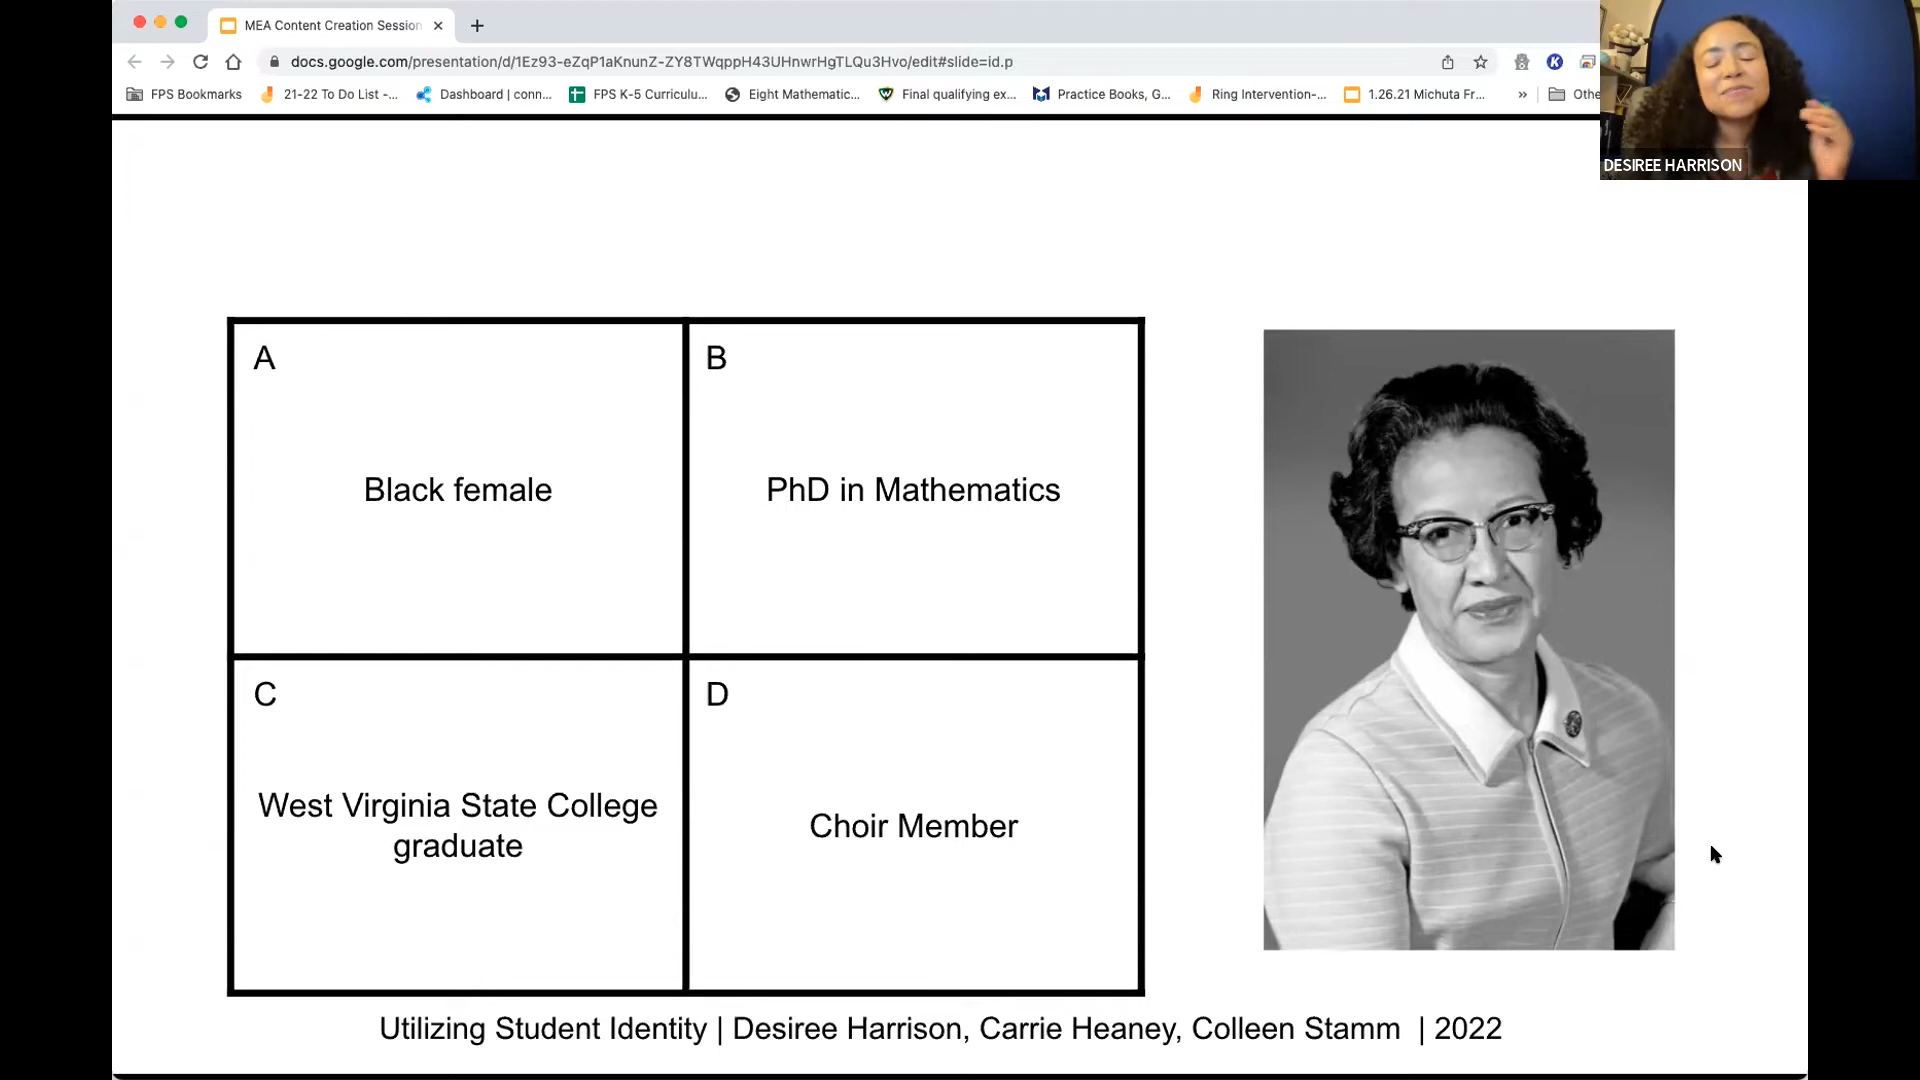 MEA Content Creation Session
docs.google.com/presentation/d/1Ez93-eZqP1aKnunZ-ZY8TWqppH43UHnwrHgTLQu3Hvo/edit#slide=id.p
FPS Bookmarks
21-22 To Do List -...
Dashboard | conn...
FPS K-5 Curriculu...
Eight Mathematic...
Final qualifying ex...
Practice Books, G...
Ring Intervention-...
1.26.21 Michuta Fr...
»
Othe
DESIREE HARRISON
A
Black female
B
PhD in Mathematics
C
West Virginia State College
graduate
D
Choir Member
Utilizing Student Identity | Desiree Harrison, Carrie Heaney, Colleen Stamm | 2022